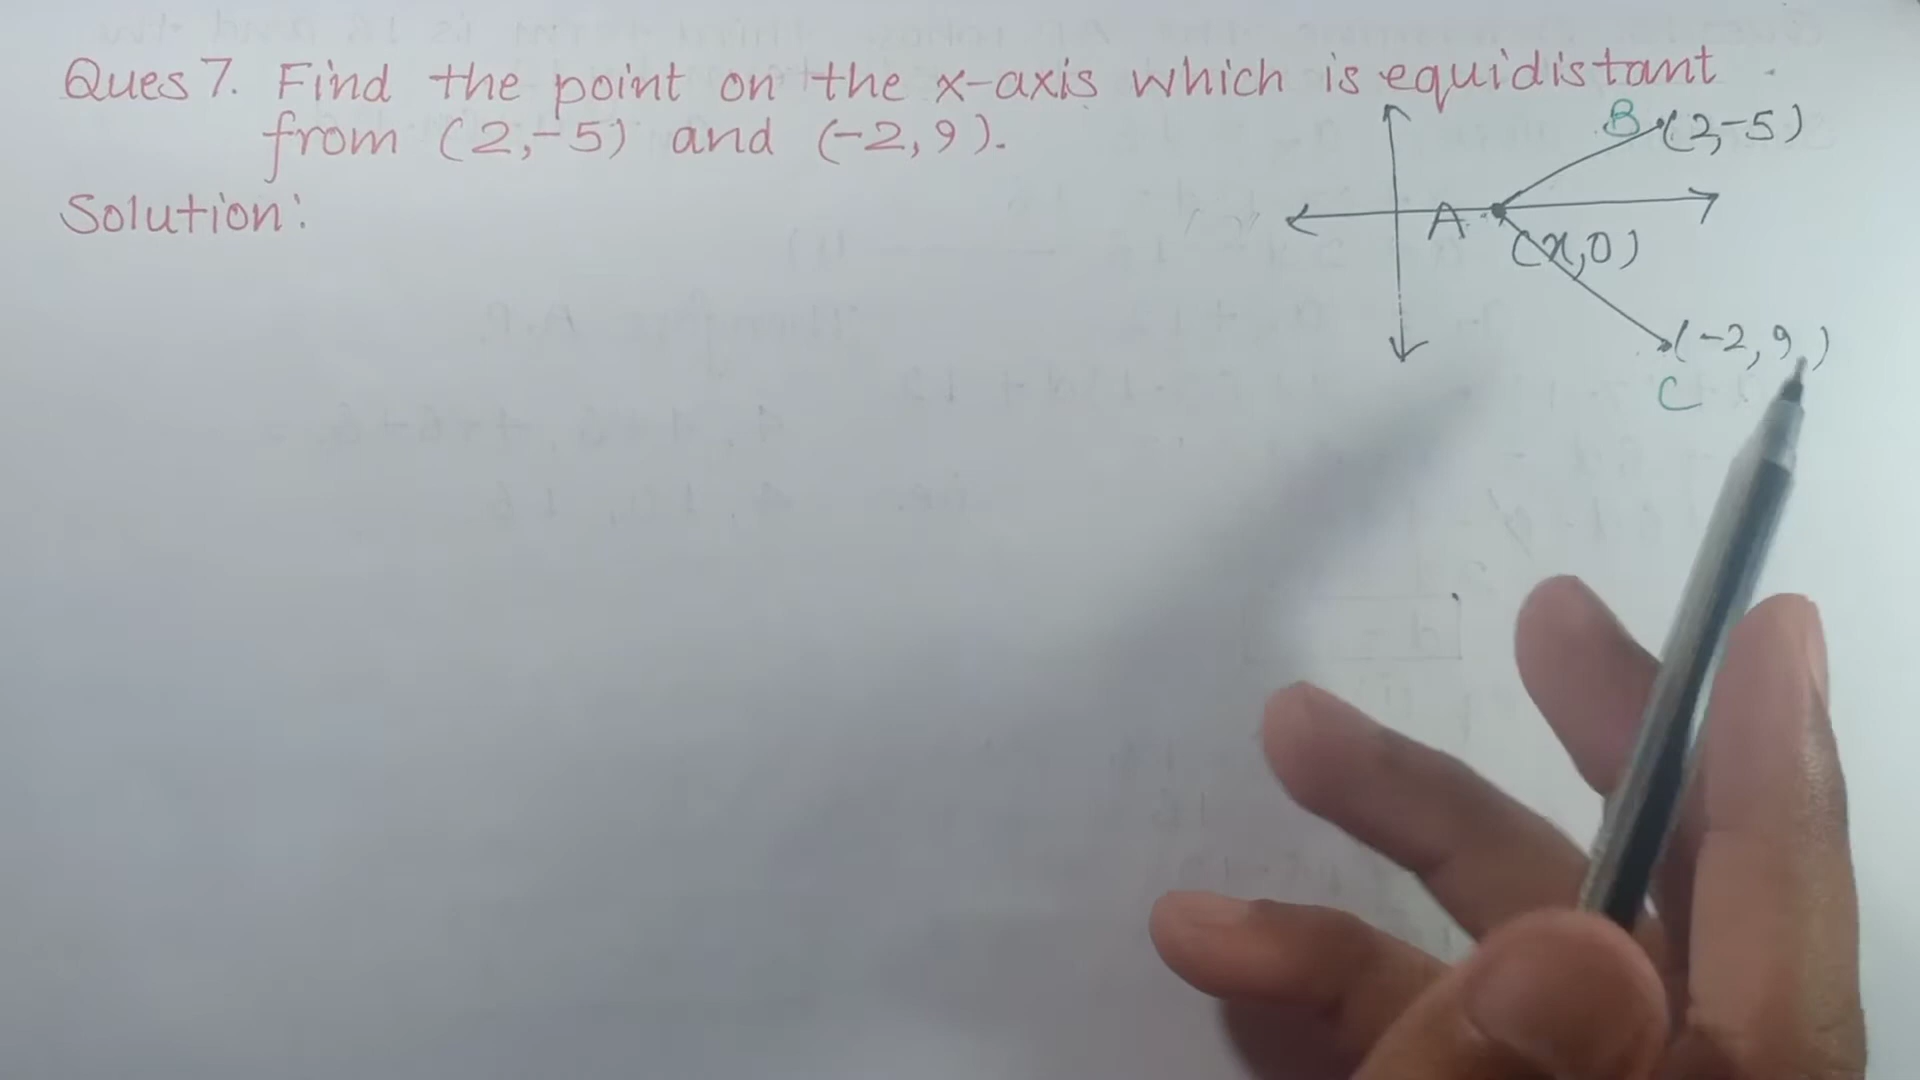 Ques 7. Find the point on the x-axis which is equidistant
from (2,-5) and (-2,9).
B (2,-5)
Solution:
A
(x,0)
(-2,9)
C